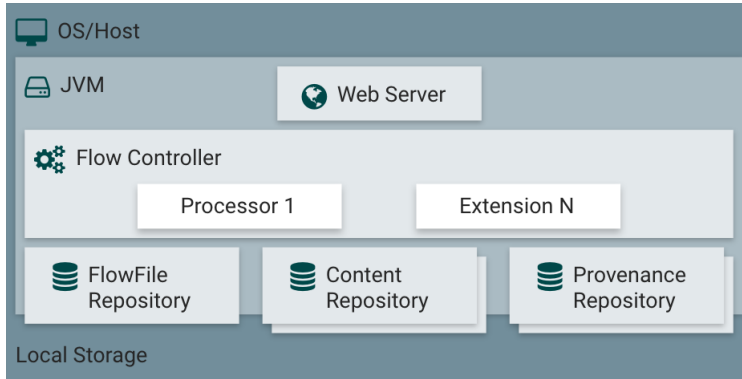 OS/Host
JVM
Web Server
Flow Controller
Processor 1
Extension N
FlowFile
Repository
Content
Repository
Provenance
Repository
Local Storage